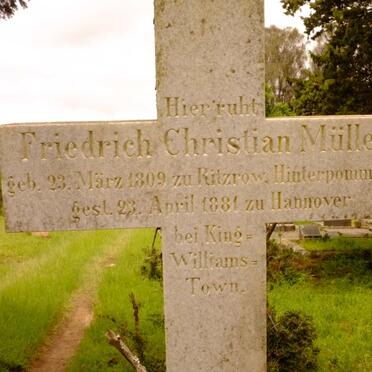 Hier ruht
Friedrich Christian Mülle
geb. 23. März 1809 zu Ritzrow, Hinterpomm
gest. 23. April 1881 zu Hannover
bei King-
Williams-
Town.